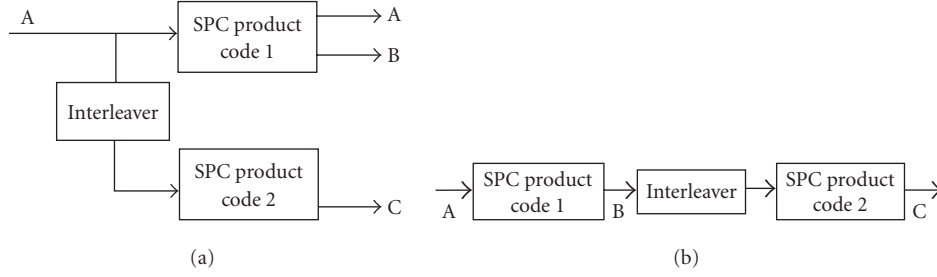 A
SPC product
code 1
A
B
Interleaver
SPC product
code 2
C
(a)
SPC product
code 1
Interleaver
SPC product
code 2
A
B
C
(b)